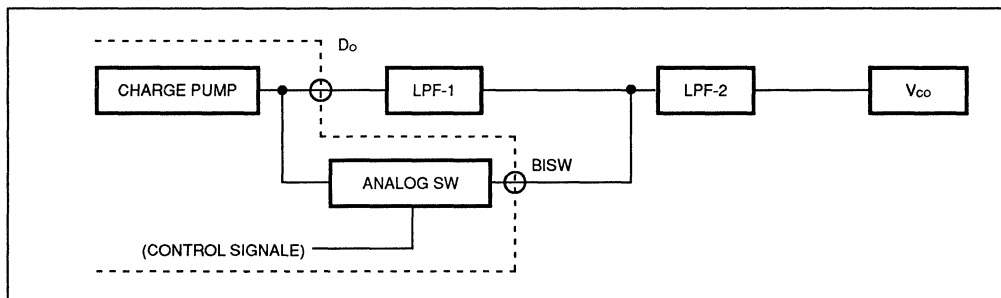 Do
CHARGE PUMP
LPF-1
LPF-2
Vco
BISW
ANALOG SW
(CONTROL SIGNALE)